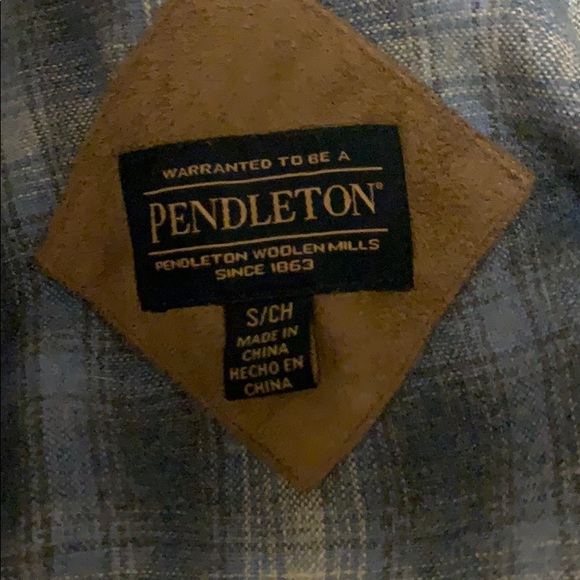 WARRANTED TO BE A
PENDLETON®
PENDLETON WOOLEN MILLS
SINCE 1863
S/CH
MADE IN
CHINA
HECHO EN
CHINA